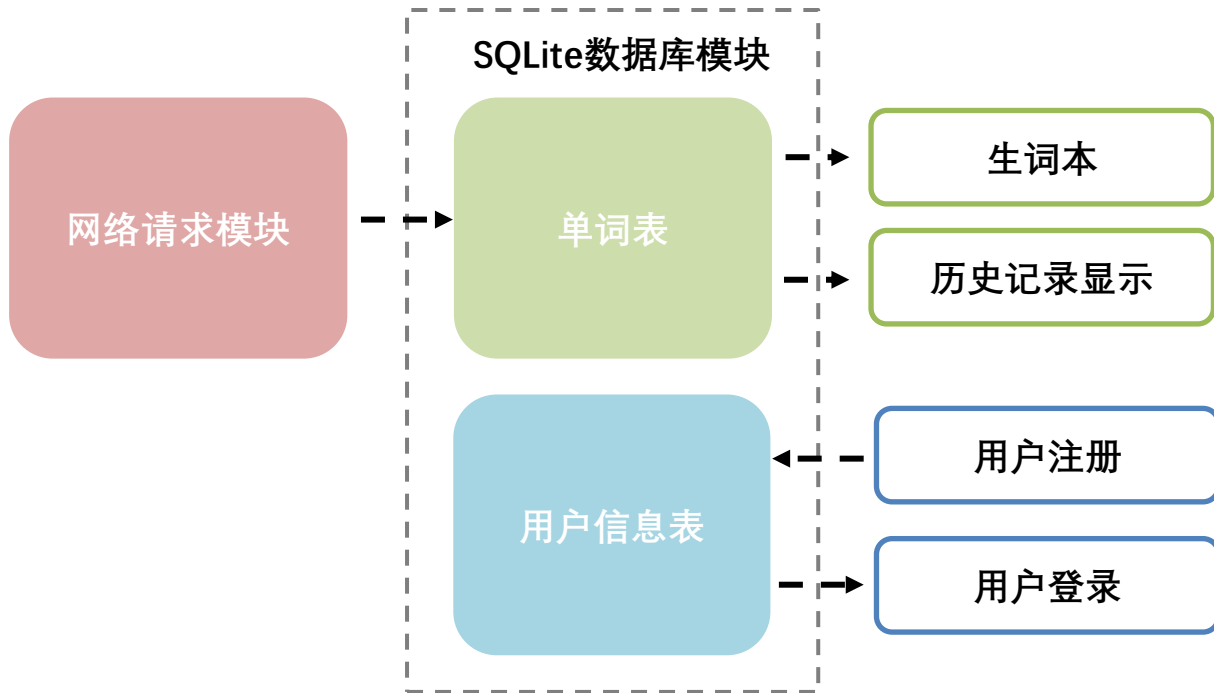 SQLite数据库模块
网络请求模块
单词表
生词本
历史记录显示
用户信息表
用户注册
用户登录